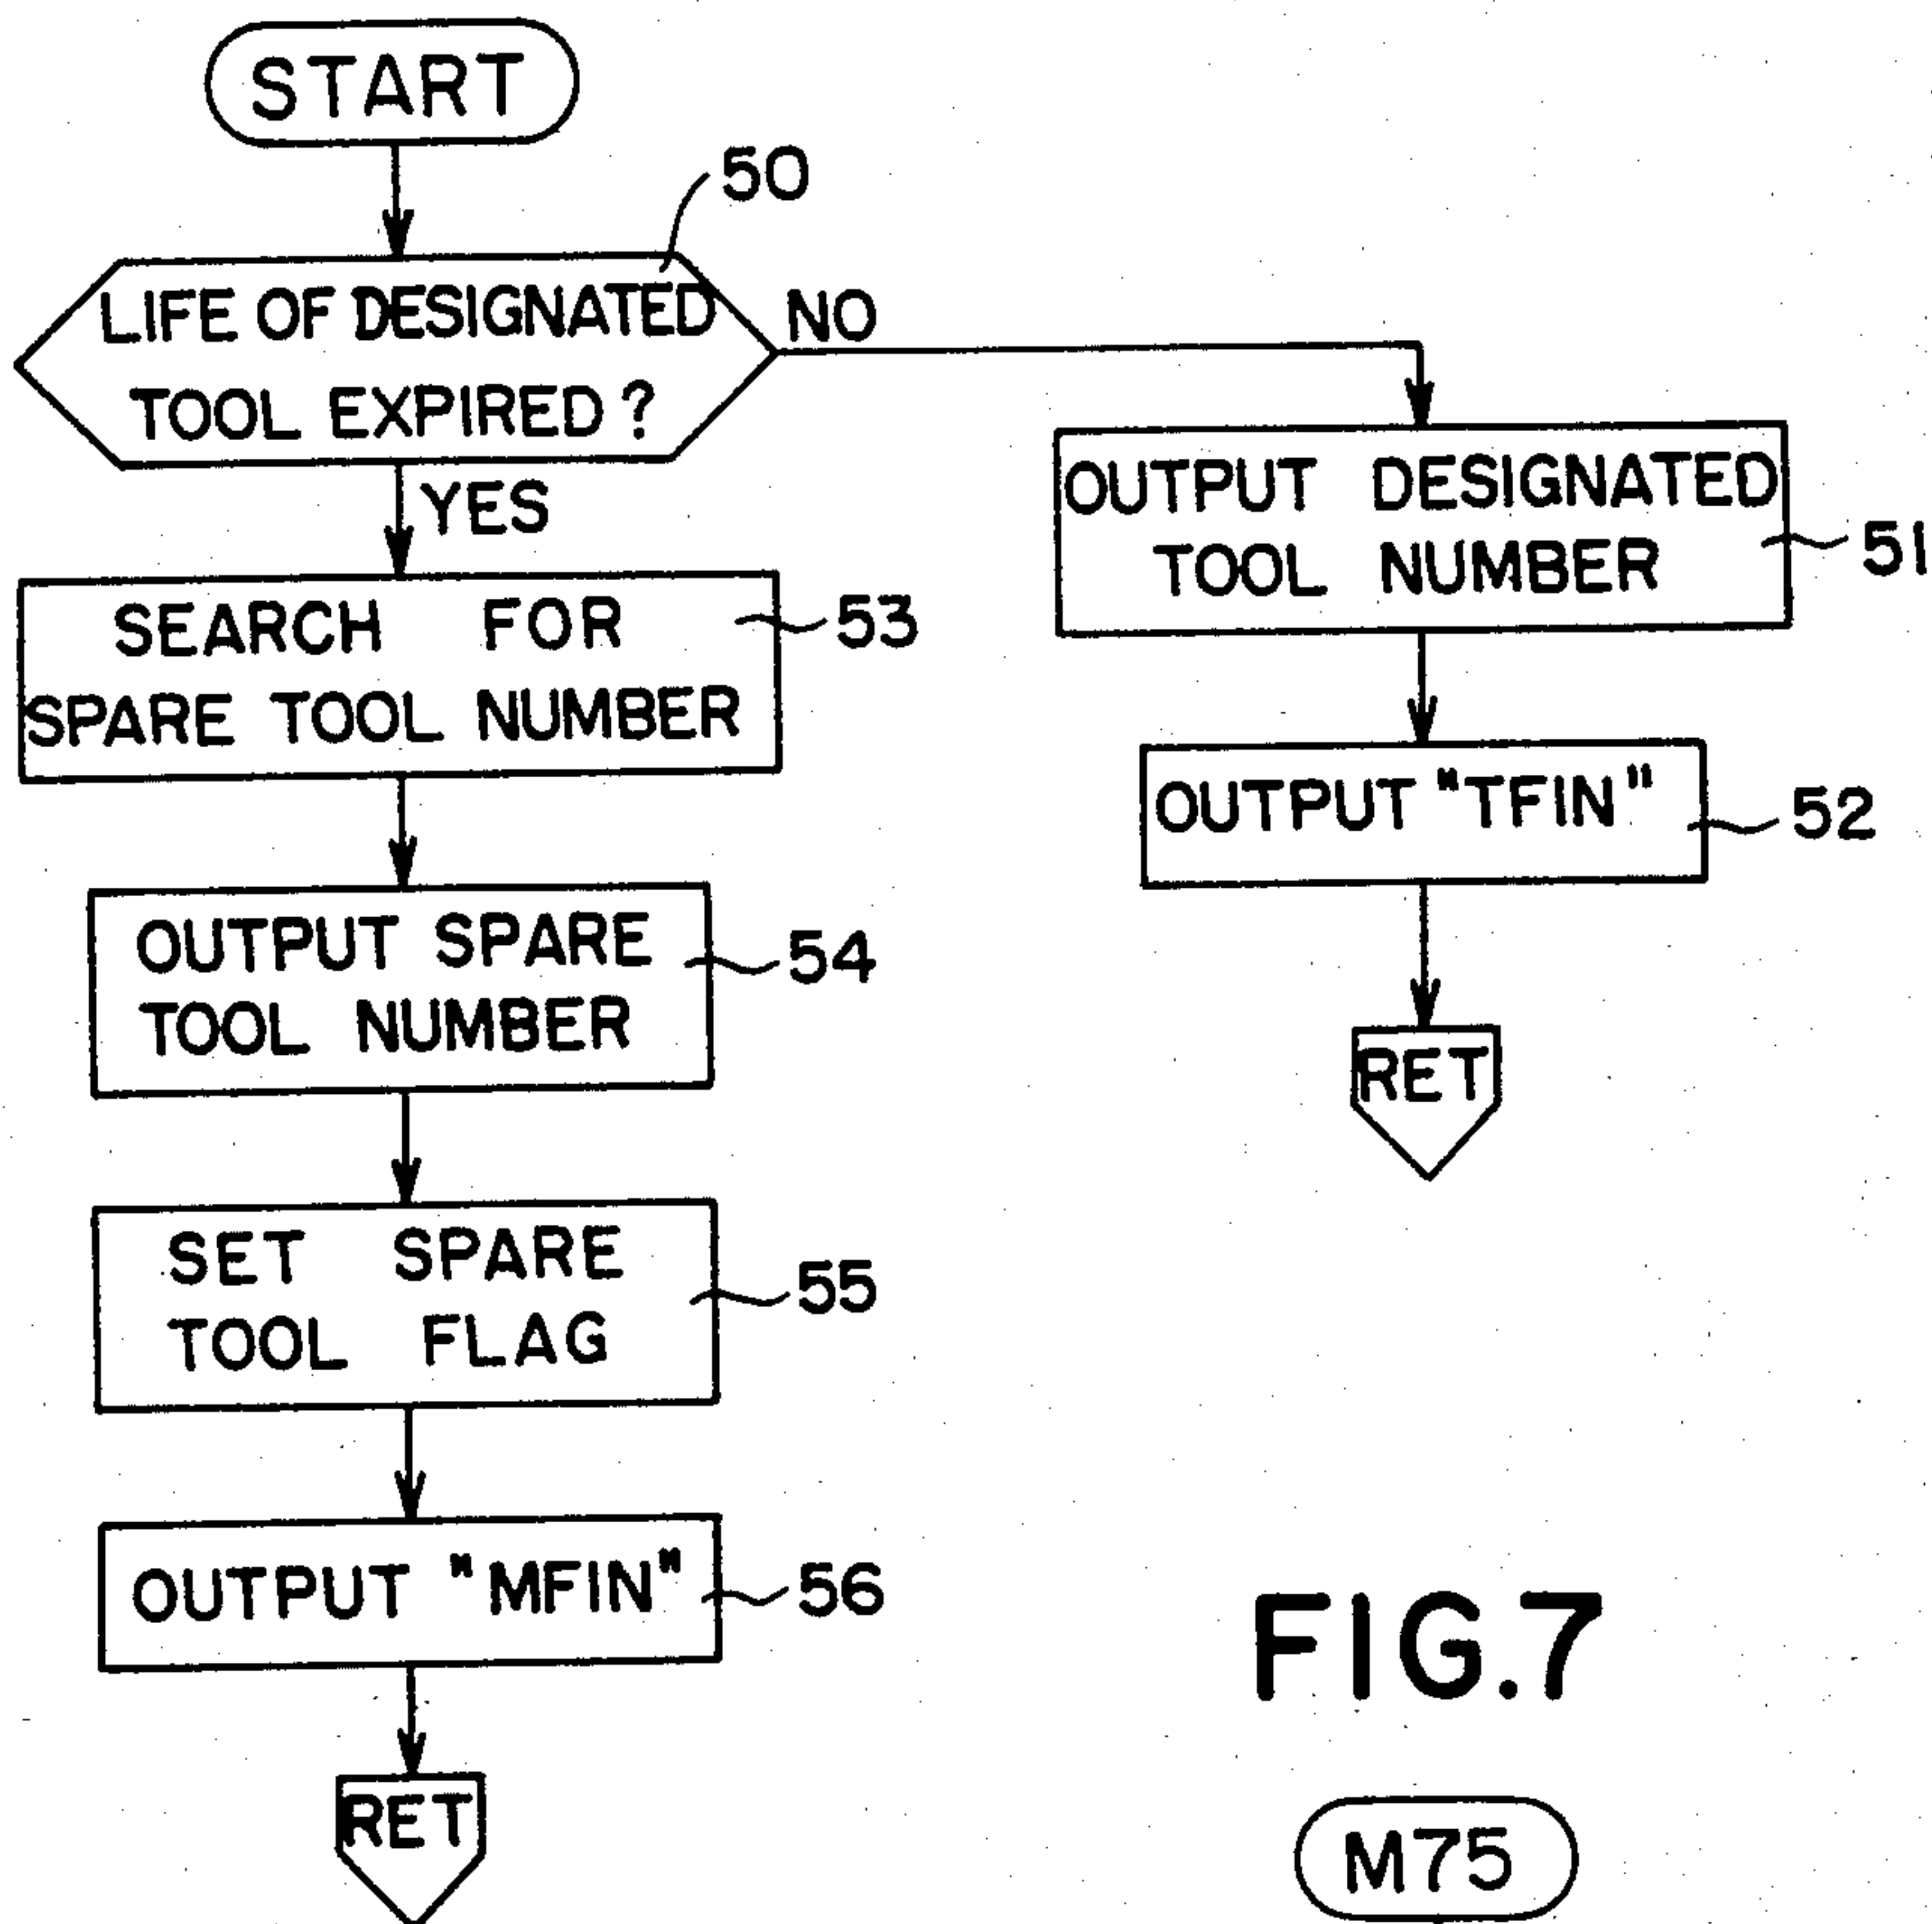 START
50
LIFE OF DESIGNATED
TOOL EXPIRED?
NO
YES
OUTPUT DESIGNATED
TOOL NUMBER
51
SEARCH FOR
SPARE TOOL NUMBER
53
OUTPUT "TFIN"
52
OUTPUT SPARE
TOOL NUMBER
54
RET
SET SPARE
TOOL FLAG
55
OUTPUT "MFIN"
56
RET
FIG.7
M75